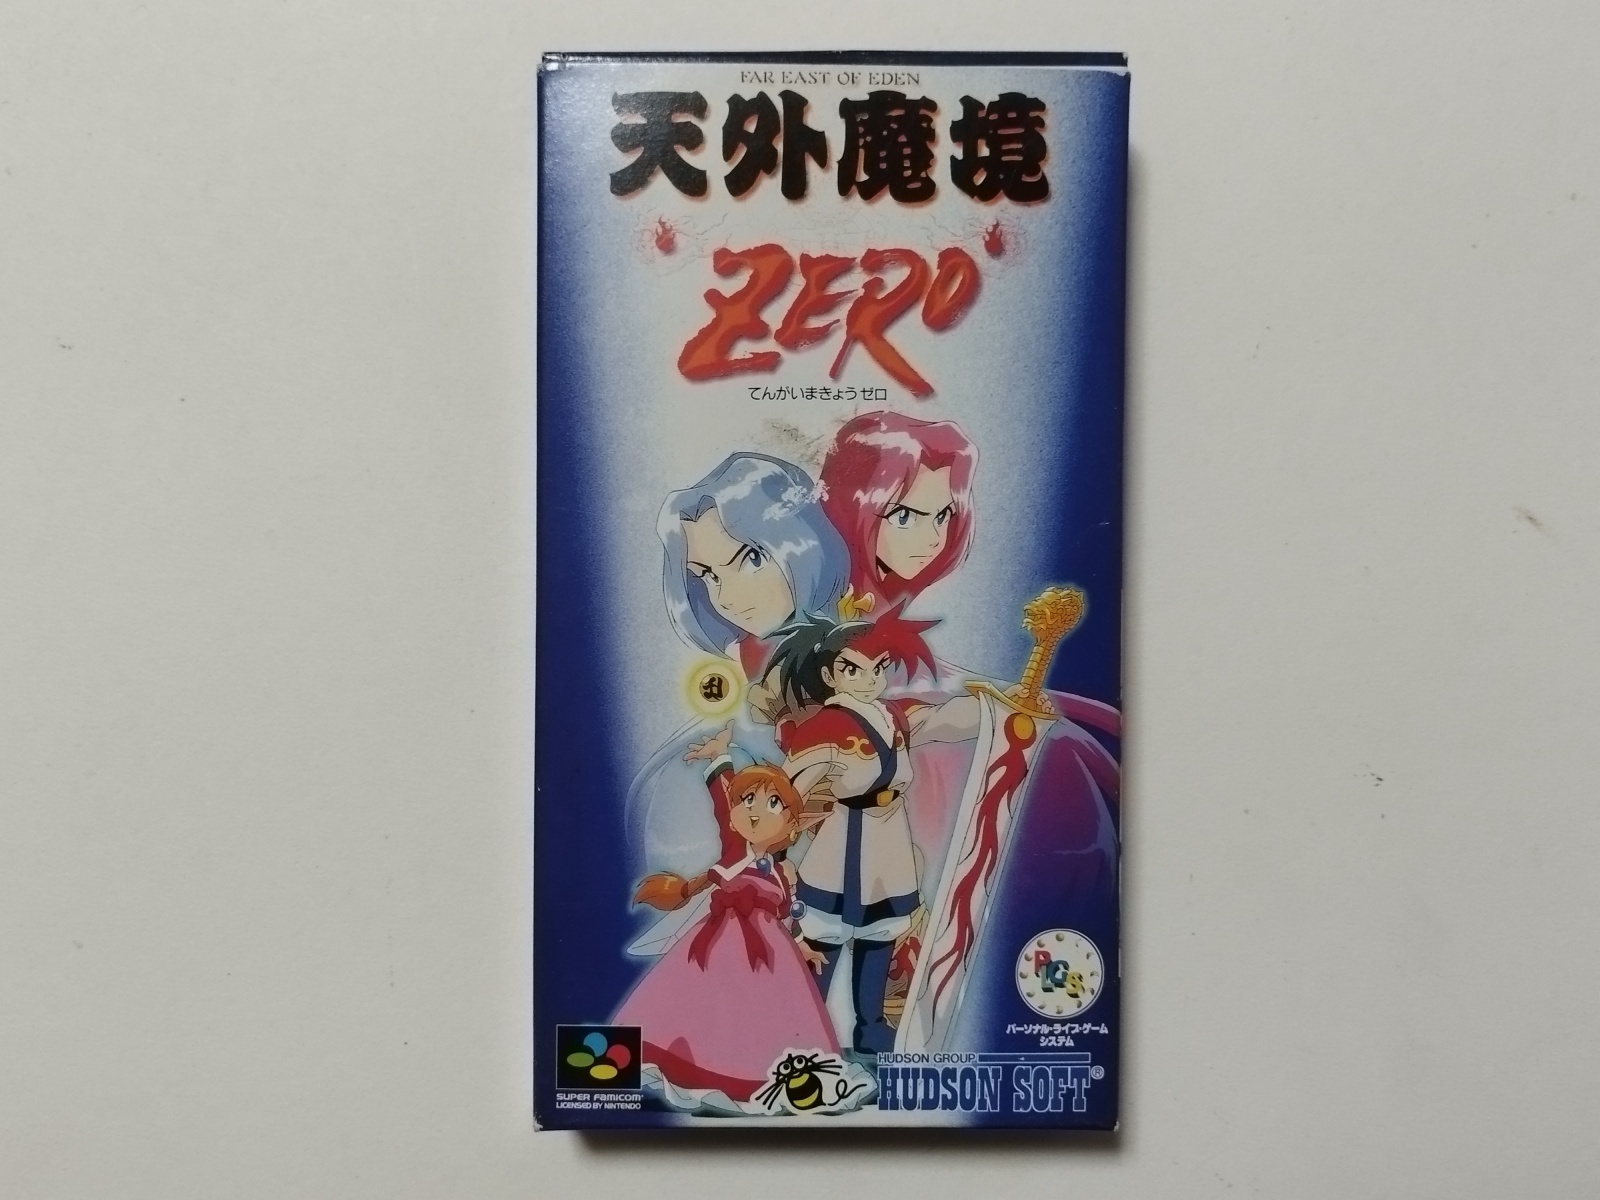 FAR EAST OF EDEN
天外魔境
ZERO
てんがいまきょうゼロ
PLGS
パーソナル・ライブ・ゲーム
システム
SUPER FAMICOM
LICENSED BY NINTENDO
HUDSON GROUP
HUDSON SOFT®